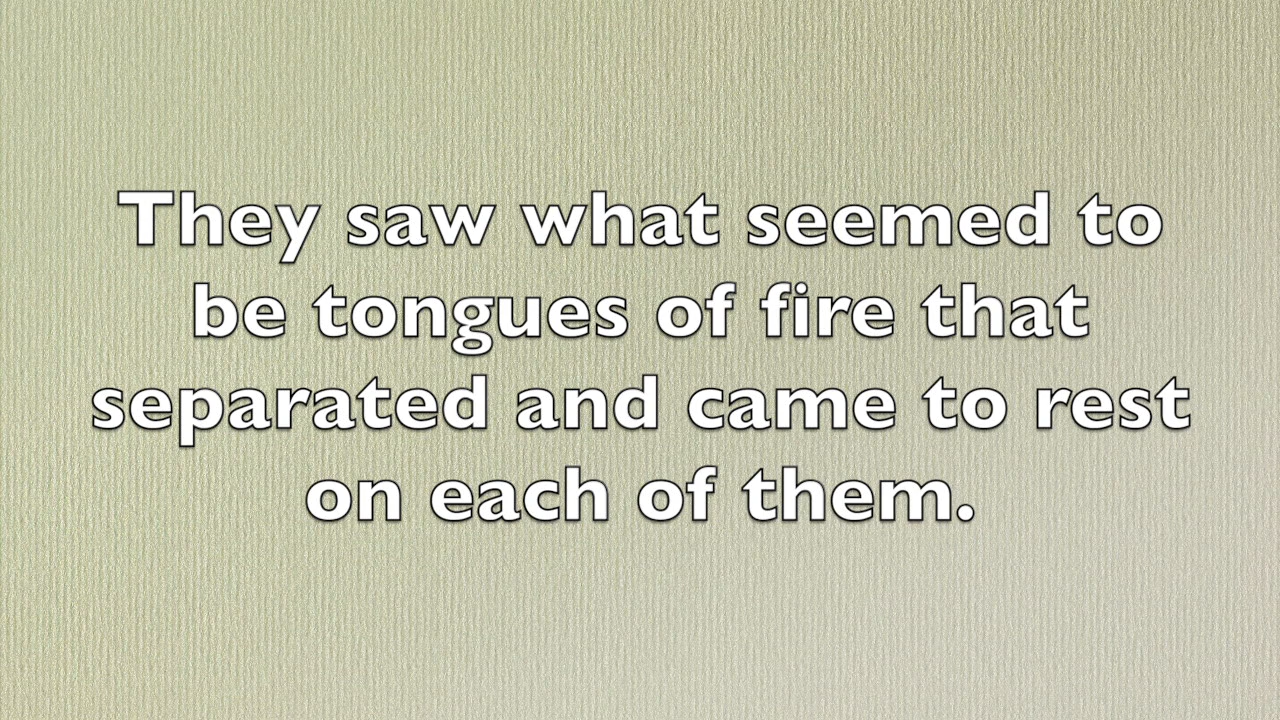 They saw what seemed to
be tongues of fire that
separated and came to rest
on each of them.